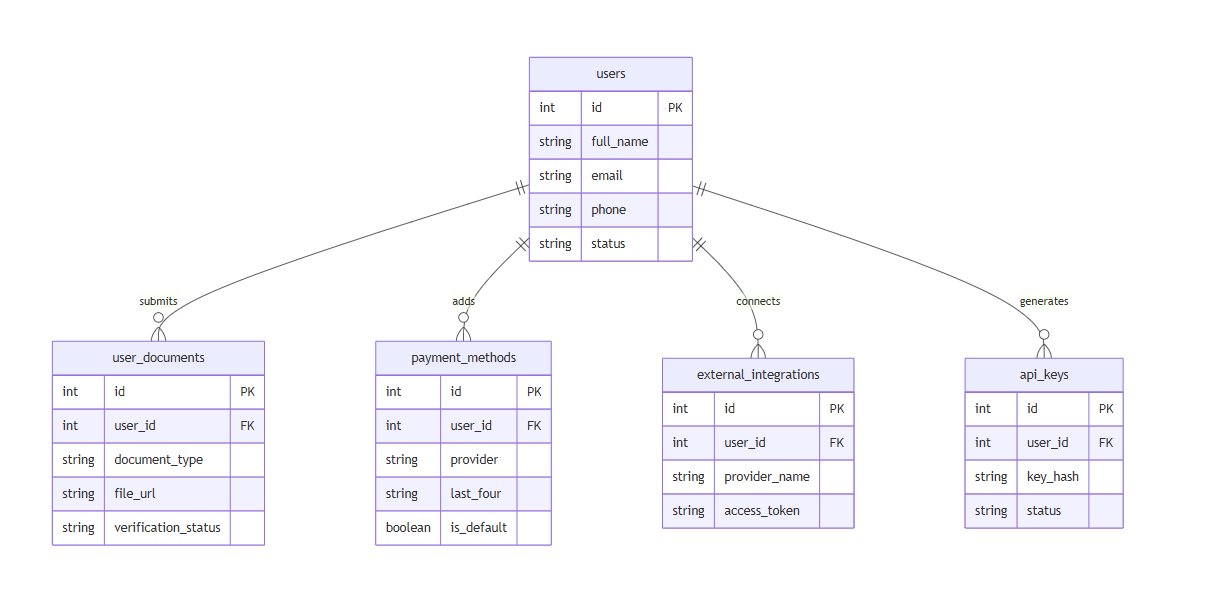 users
int id PK
string full_name
string email
string phone
string status
submits
adds
connects
generates
user_documents
int id PK
int user_id FK
string document_type
string file_url
string verification_status
payment_methods
int id PK
int user_id FK
string provider
string last_four
boolean is_default
external_integrations
int id PK
int user_id FK
string provider_name
string access_token
api_keys
int id PK
int user_id FK
string key_hash
string status